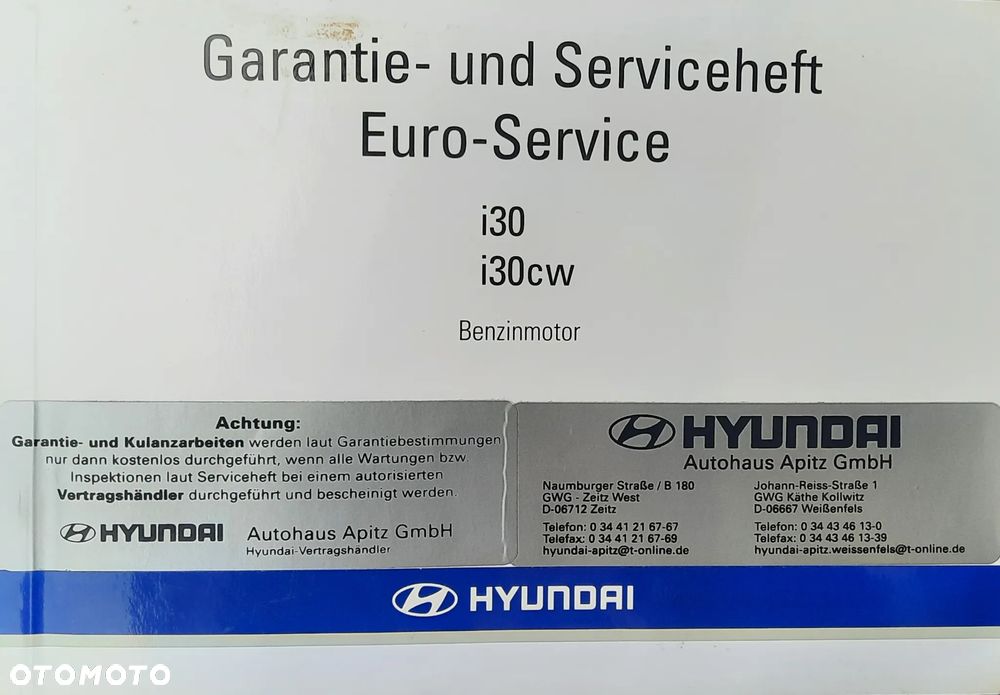 Garantie- und Serviceheft
Euro-Service
i30
i30cw
Benzinmotor
Achtung:
Garantie- und Kulanzarbeiten werden laut Garantiebestimmungen
nur dann kostenlos durchgeführt, wenn alle Wartungen bzw.
Inspektionen laut Serviceheft bei einem autorisierten
Vertragshändler durchgeführt und bescheinigt werden.
HYUNDAI Autohaus Apitz GmbH
Hyundai-Vertragshändler
HYUNDAI
Autohaus Apitz GmbH
Naumburger Straße / B 180
GWG - Zeitz West
D-06712 Zeitz
Telefon: 0 34 41 21 67-67
Telefax: 0 34 41 21 67-69
hyundai-apitz@t-online.de
Johann-Reiss-Straße 1
GWG Käthe Kollwitz
D-06667 Weißenfels
Telefon: 0 34 43 46 13-0
Telefax: 0 34 43 46 13-39
hyundai-apitz.weissenfels@t-online.de
HYUNDAI
OTOMOTO